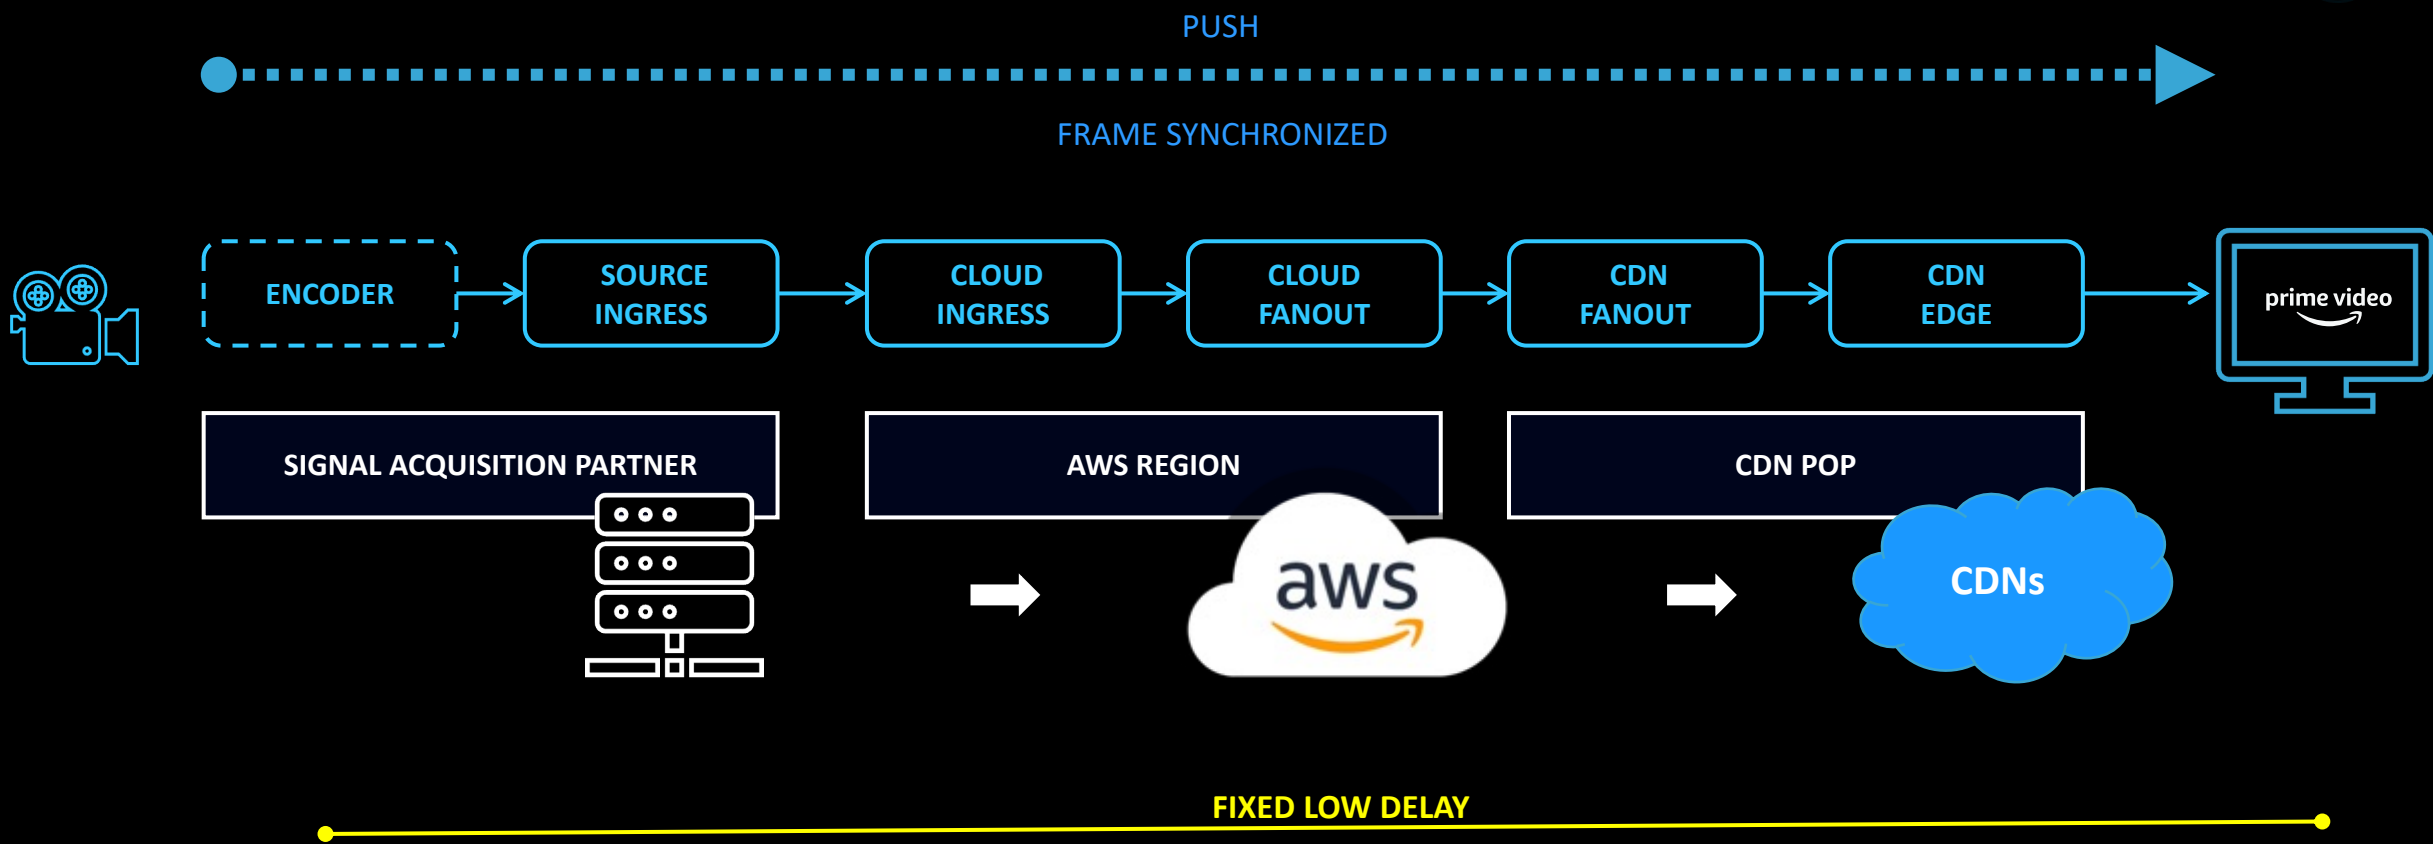 PUSH
FRAME SYNCHRONIZED
ENCODER
SOURCE
INGRESS
CLOUD
INGRESS
CLOUD
FANOUT
CDN
FANOUT
CDN
EDGE
prime video
SIGNAL ACQUISITION PARTNER
AWS REGION
CDN POP
aws
CDNs
FIXED LOW DELAY